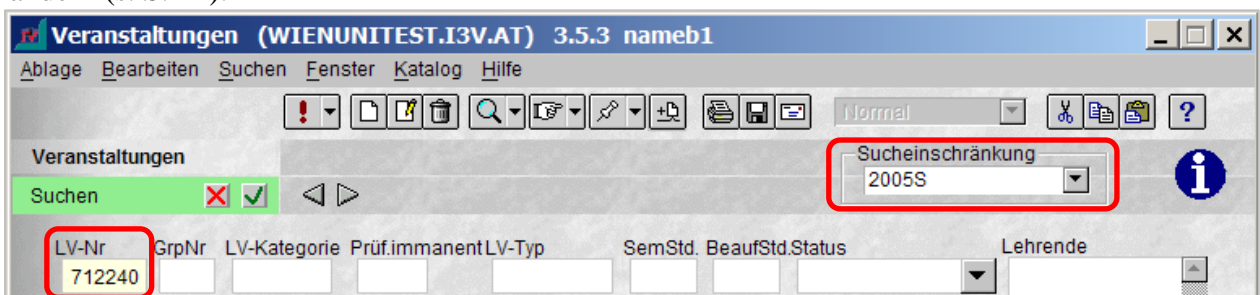 Veranstaltungen (WIENUNITEST.I3V.AT) 3.5.3 nameb1
Ablage Bearbeiten Suchen Fenster Katalog Hilfe
Normal
Veranstaltungen
Sucheinschränkung
2005S
Suchen
LV-Nr GrpNr LV-Kategorie Prüf.immanent LV-Typ SemStd. BeaufStd. Status Lehrende
712240